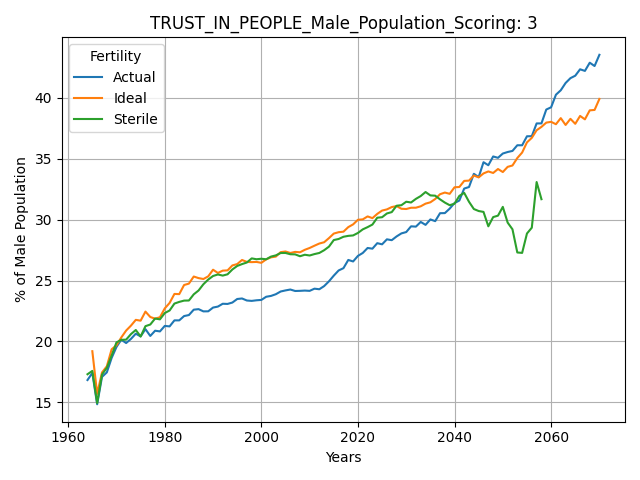 TRUST_IN_PEOPLE_Male_Population_Scoring: 3
Fertility
Actual
Ideal
Sterile
% of Male Population
40
35
30
25
20
15
1960
1980
2000
2020
2040
2060
Years